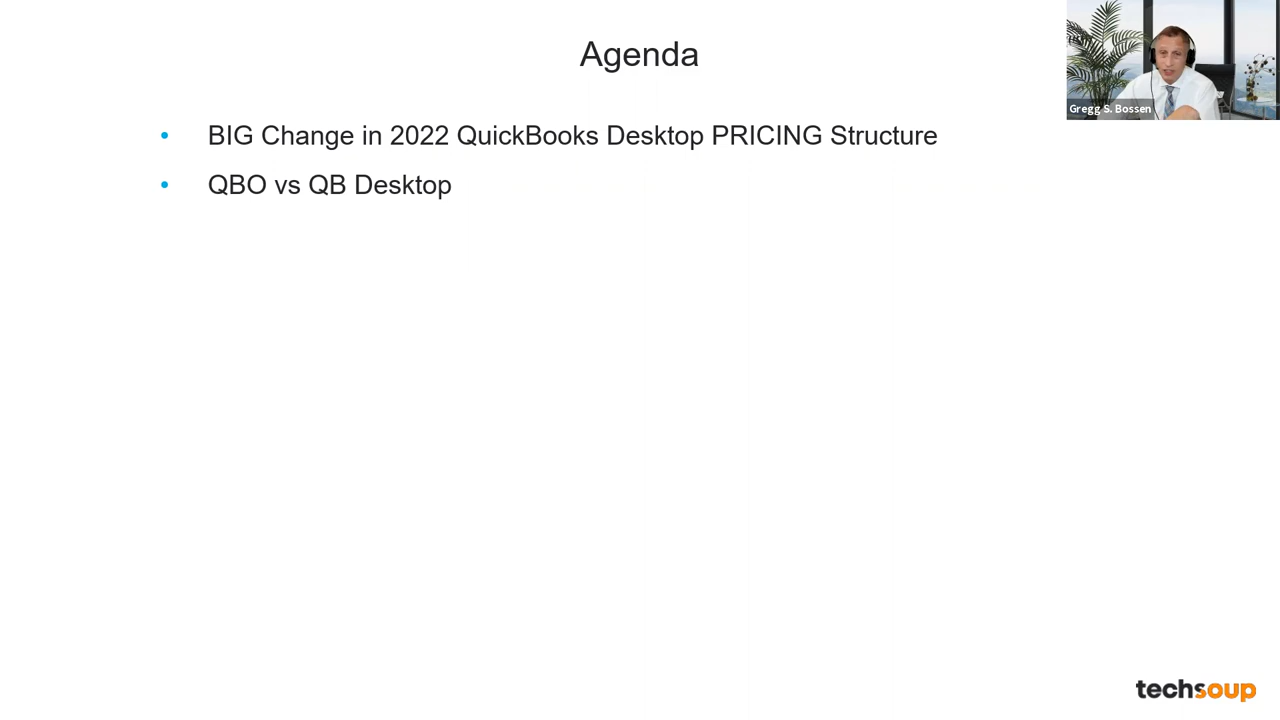 Agenda
Gregg S. Bossen
• BIG Change in 2022 QuickBooks Desktop PRICING Structure
• QBO vs QB Desktop
techsoup